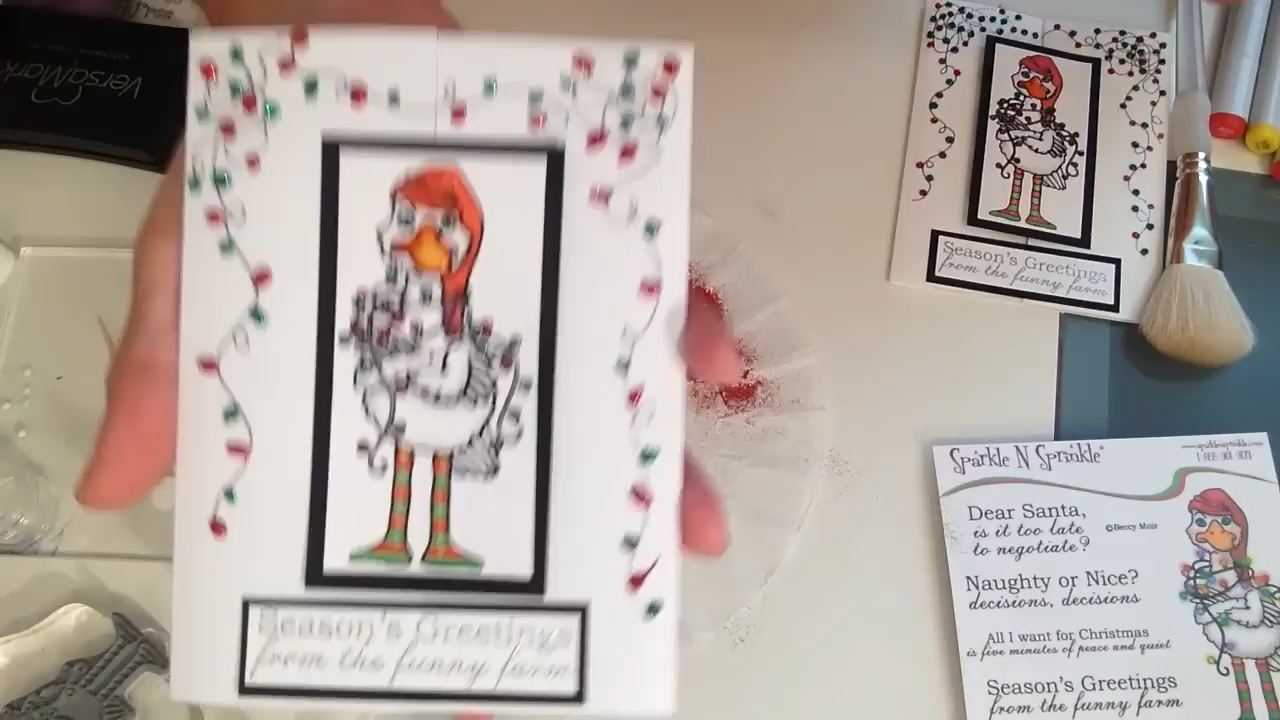 VersaMark
Season's Greetings
from the funny farm
Season's Greetings
from the funny farm
Sparkle N Sprinkle
Dear Santa,
is it too late
to negotiate?
©Beccy Muir
Naughty or Nice?
decisions, decisions
All I want for Christmas
is five minutes of peace and quiet
Season's Greetings
from the funny farm